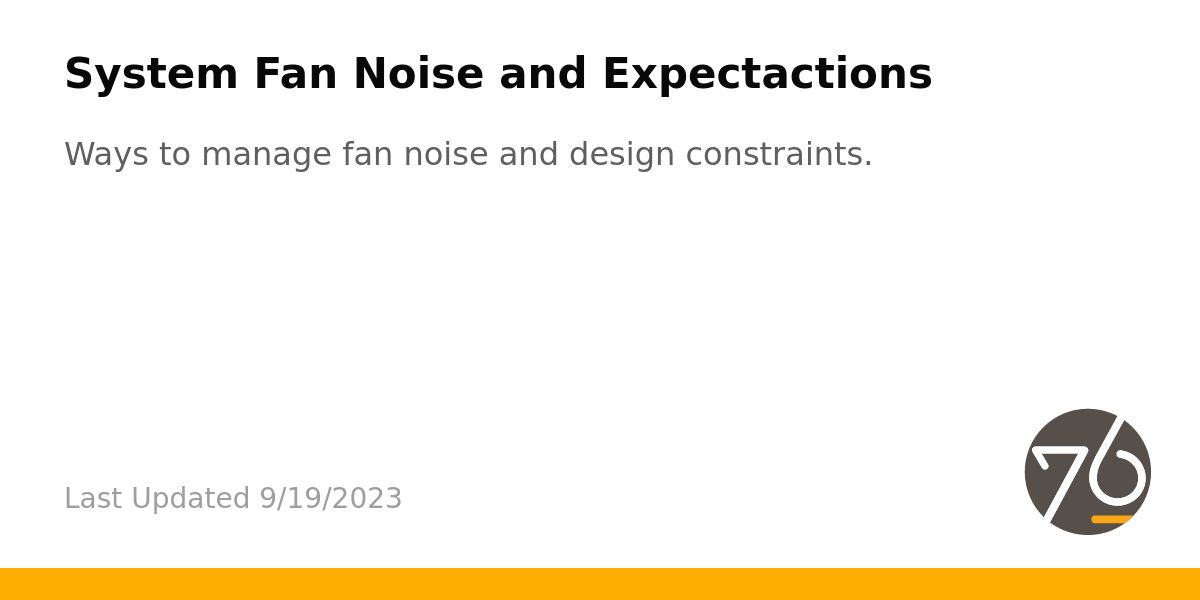 System Fan Noise and Expectactions
Ways to manage fan noise and design constraints.
Last Updated 9/19/2023
76